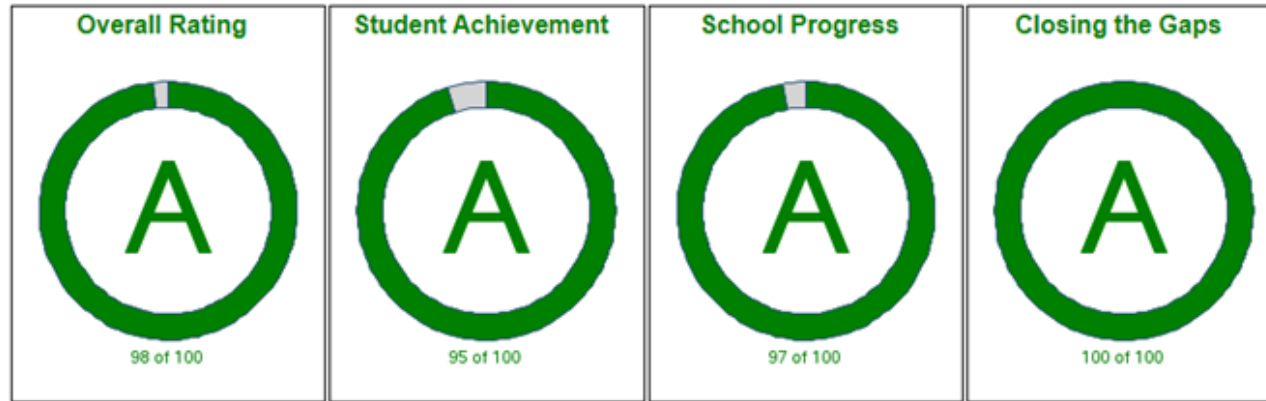 Overall Rating
A
98 of 100
Student Achievement
A
95 of 100
School Progress
A
97 of 100
Closing the Gaps
A
100 of 100